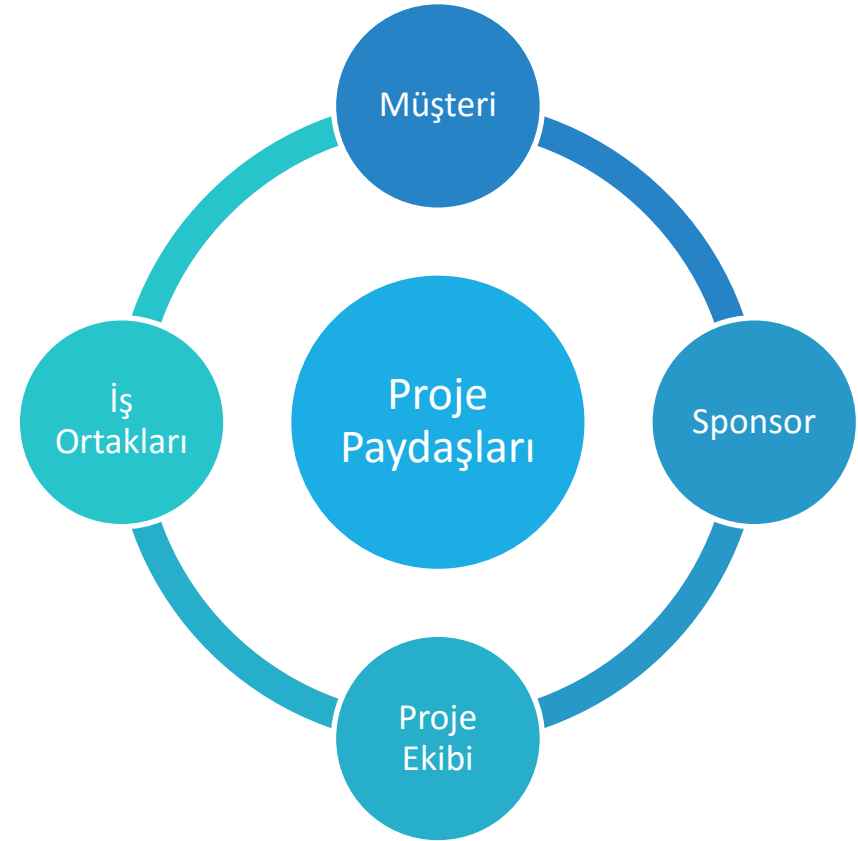 Müşteri
İş
Ortakları
Proje
Paydaşları
Sponsor
Proje
Ekibi